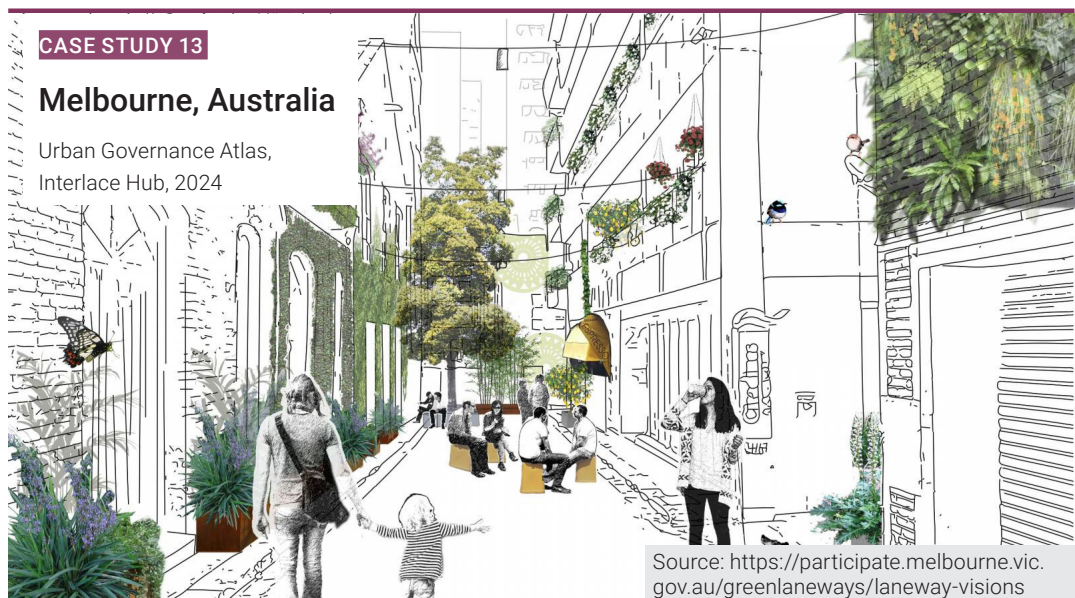 CASE STUDY 13
Melbourne, Australia
Urban Governance Atlas,
Interlace Hub, 2024
Source: https://participate.melbourne.vic.
gov.au/greenlaneways/laneway-visions